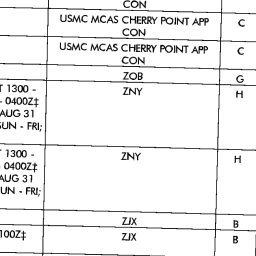 CON
USMC MCAS CHERRY POINT APP C
CON
USMC MCAS CHERRY POINT APP C
CON
ZOB G
T 1300 - ZNY H
- 0400Z‡
AUG 31
SUN - FRI;
T 1300 - ZNY H
- 0400Z‡
AUG 31
SUN - FRI;
ZJX B
100Z‡ ZJX B